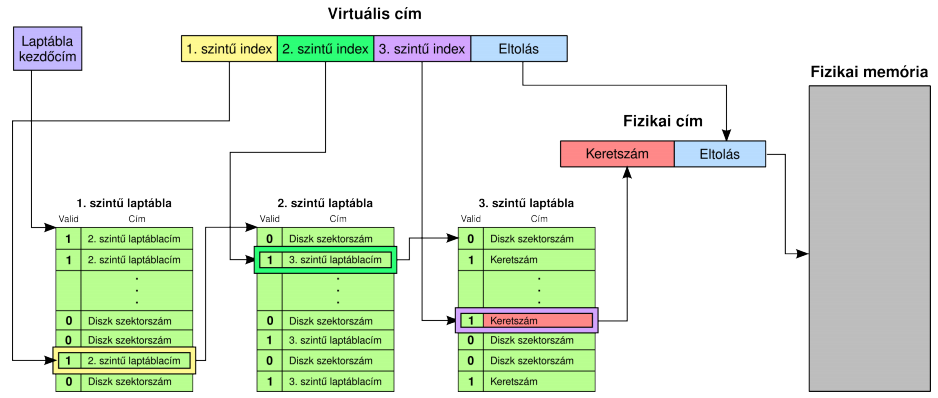 Virtuális cím
Laptábla
kezdőcím
1. szintű index 2. szintű index 3. szintű index Eltolás
Fizikai memória
Fizikai cím
Keretszám Eltolás
1. szintű laptábla
Valid Cím
1 2. szintű laptáblacím
1 2. szintű laptáblacím
0 Diszk szektorszám
0 Diszk szektorszám
1 2. szintű laptáblacím
0 Diszk szektorszám
2. szintű laptábla
Valid Cím
0 Diszk szektorszám
1 3. szintű laptáblacím
0 Diszk szektorszám
1 3. szintű laptáblacím
0 Diszk szektorszám
1 3. szintű laptáblacím
3. szintű laptábla
Valid Cím
0 Diszk szektorszám
1 Keretszám
1 Keretszám
0 Diszk szektorszám
0 Diszk szektorszám
1 Keretszám